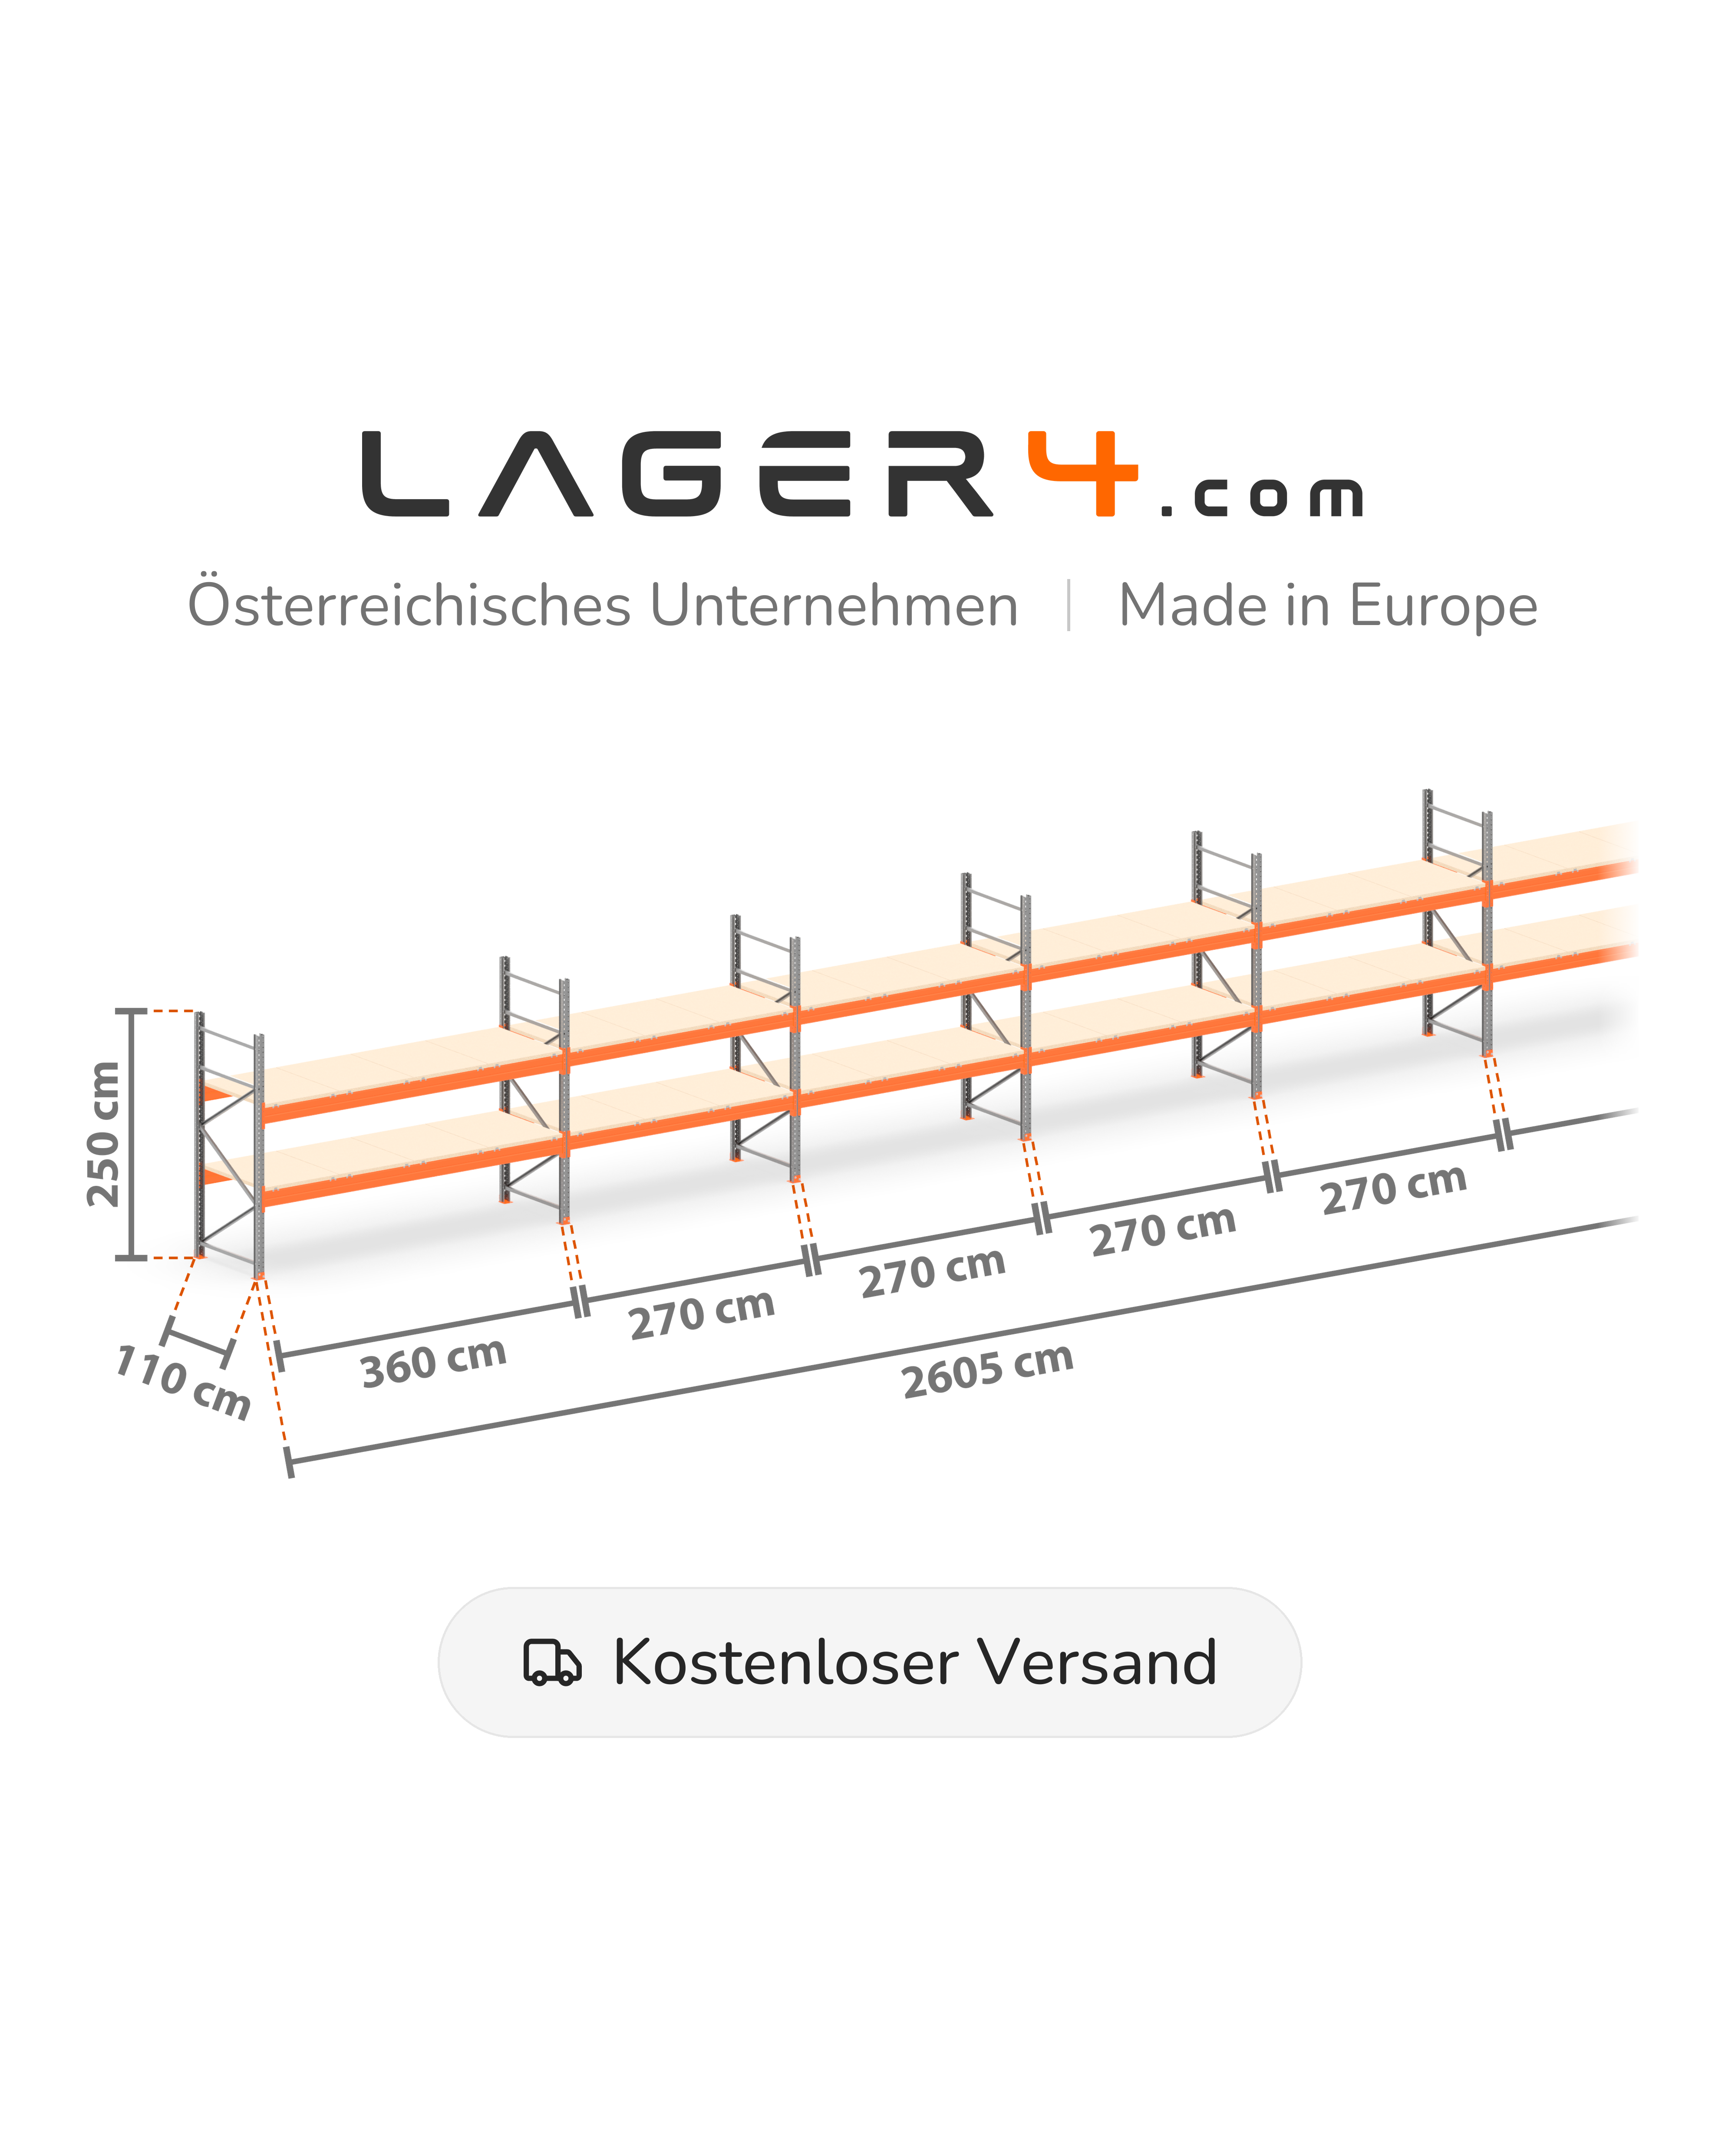 LAGER4.com
Österreichisches Unternehmen | Made in Europe
250 cm
110 cm
360 cm
270 cm
270 cm
270 cm
270 cm
2605 cm
Kostenloser Versand